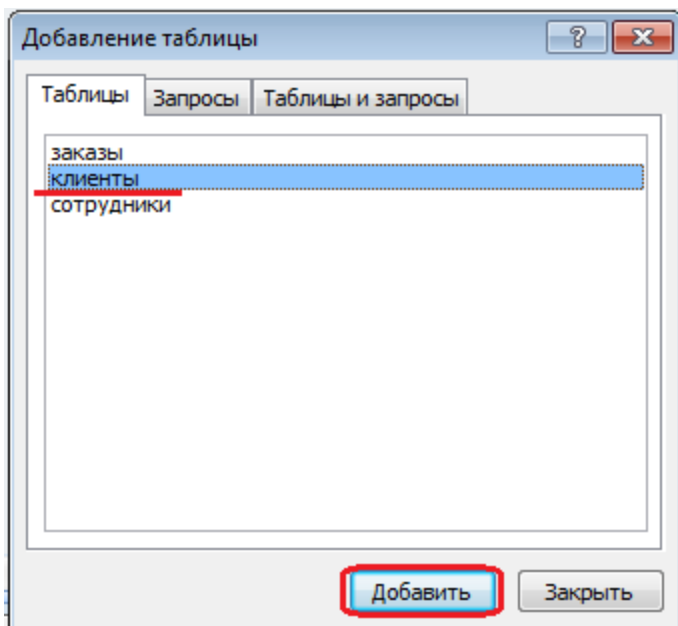 Добавление таблицы
Таблицы Запросы Таблицы и запросы
заказы
клиенты
сотрудники
Добавить Закрыть